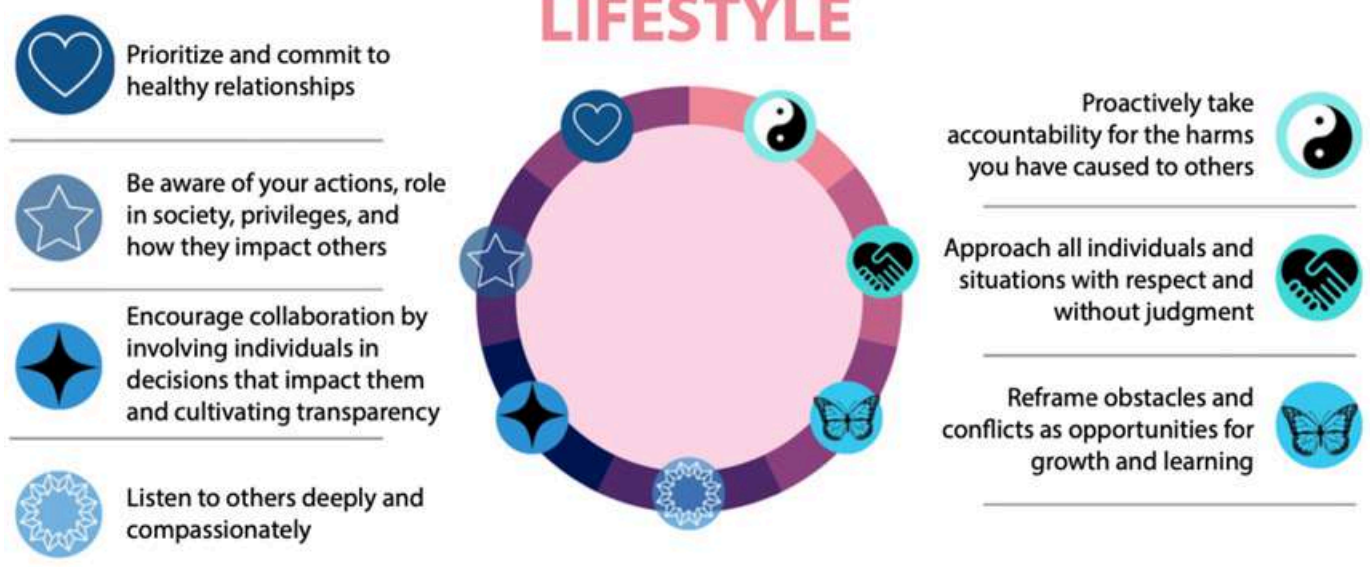 LIFESTYLE
Prioritize and commit to
healthy relationships
Be aware of your actions, role
in society, privileges, and
how they impact others
Encourage collaboration by
involving individuals in
decisions that impact them
and cultivating transparency
Listen to others deeply and
compassionately
Proactively take
accountability for the harms
you have caused to others
Approach all individuals and
situations with respect and
without judgment
Reframe obstacles and
conflicts as opportunities for
growth and learning